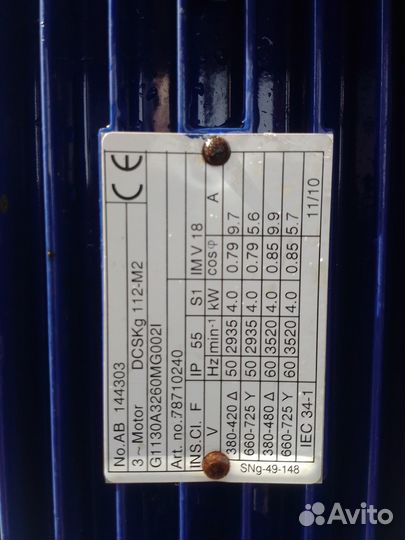 CE
No.AB 144303
3 ~ Motor DCSKg 112-M2
G1130A3260MG002I
Art. no.78710240
INS.Cl. F IP 55 S1 IM V 18
V Hz min-1 kW cosφ A
380-420 Δ 50 2935 4.0 0.79 9.7
660-725 Y 50 2935 4.0 0.79 5.6
380-480 Δ 60 3520 4.0 0.85 9.9
660-725 Y 60 3520 4.0 0.85 5.7
IEC 34-1 11/10
SNg-49-148
Avito